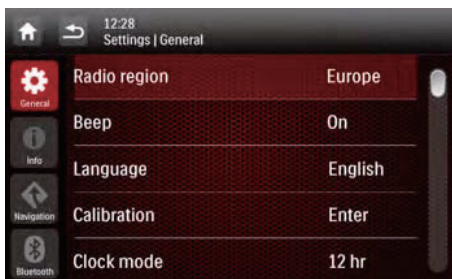 12:28
Settings | General
General
Radio region Europe
Beep On
Info
Language English
Navigation
Calibration Enter
Bluetooth
Clock mode 12 hr